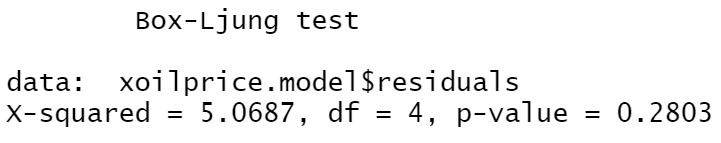 Box-Ljung test
data: xoilprice.model$residuals
X-squared = 5.0687, df = 4, p-value = 0.2803